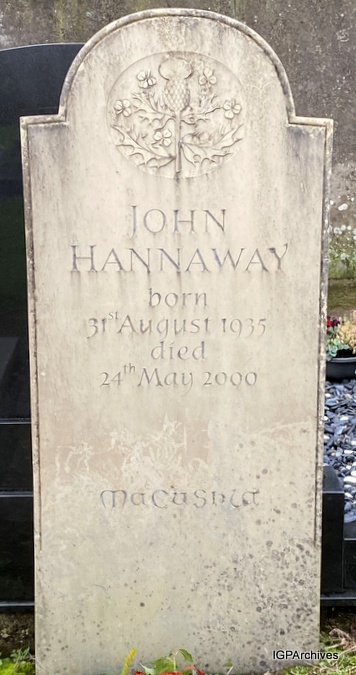 JOHN
HANNAWAY
born
31st August 1935
died
24th May 2000
MaCuShla
IGPArchives